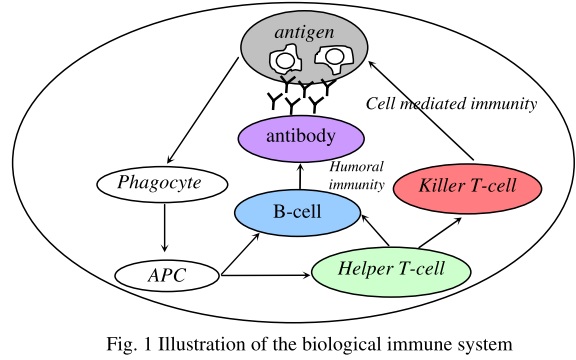 antigen
Cell mediated immunity
antibody
Humoral
immunity
Phagocyte
Killer T-cell
B-cell
APC
Helper T-cell
Fig. 1 Illustration of the biological immune system